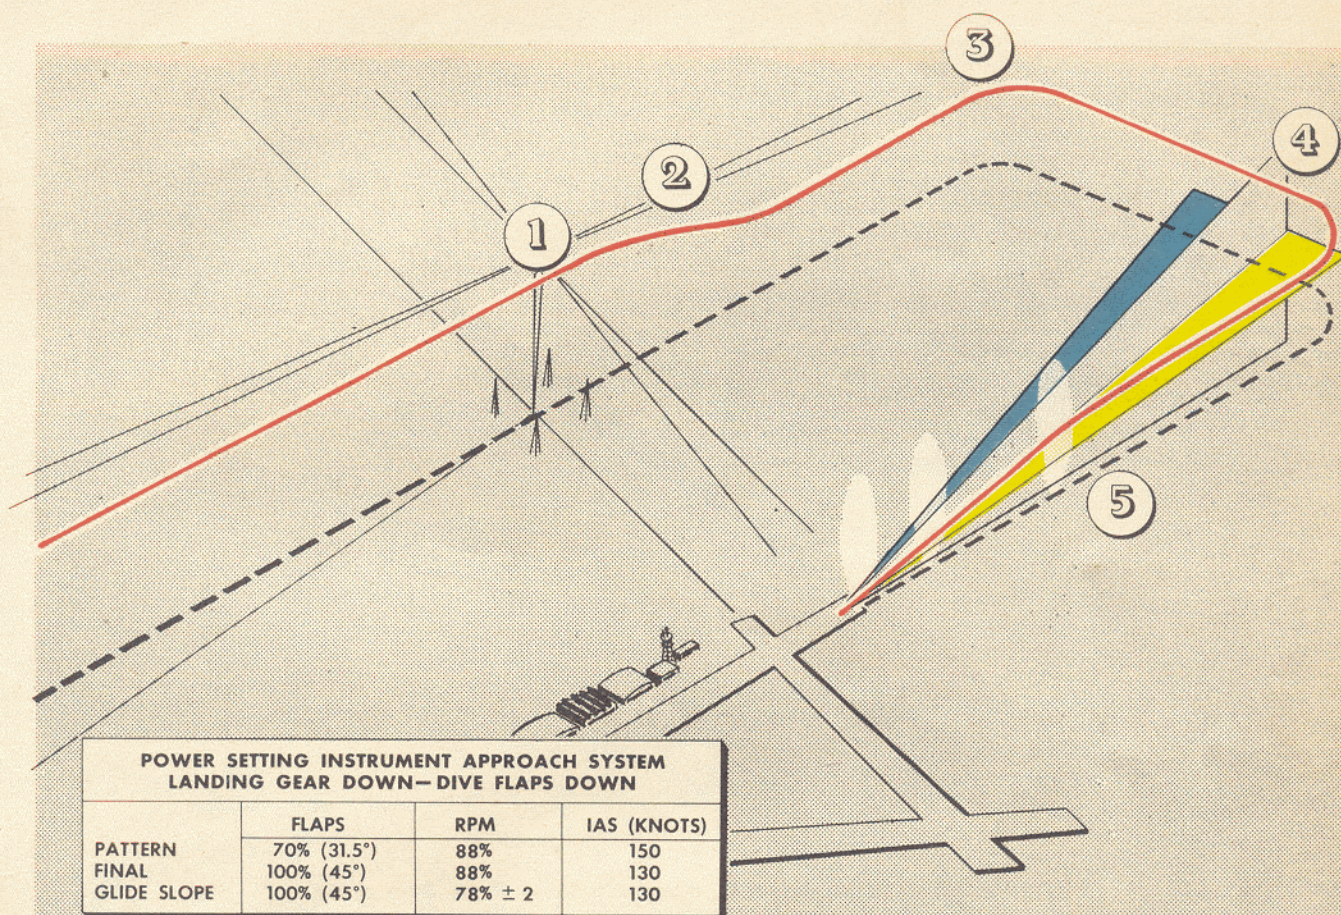 3
4
2
1
5
POWER SETTING INSTRUMENT APPROACH SYSTEM
LANDING GEAR DOWN—DIVE FLAPS DOWN
FLAPS RPM IAS (KNOTS)
PATTERN 70% (31.5°) 88% 150
FINAL 100% (45°) 88% 130
GLIDE SLOPE 100% (45°) 78% ± 2 130